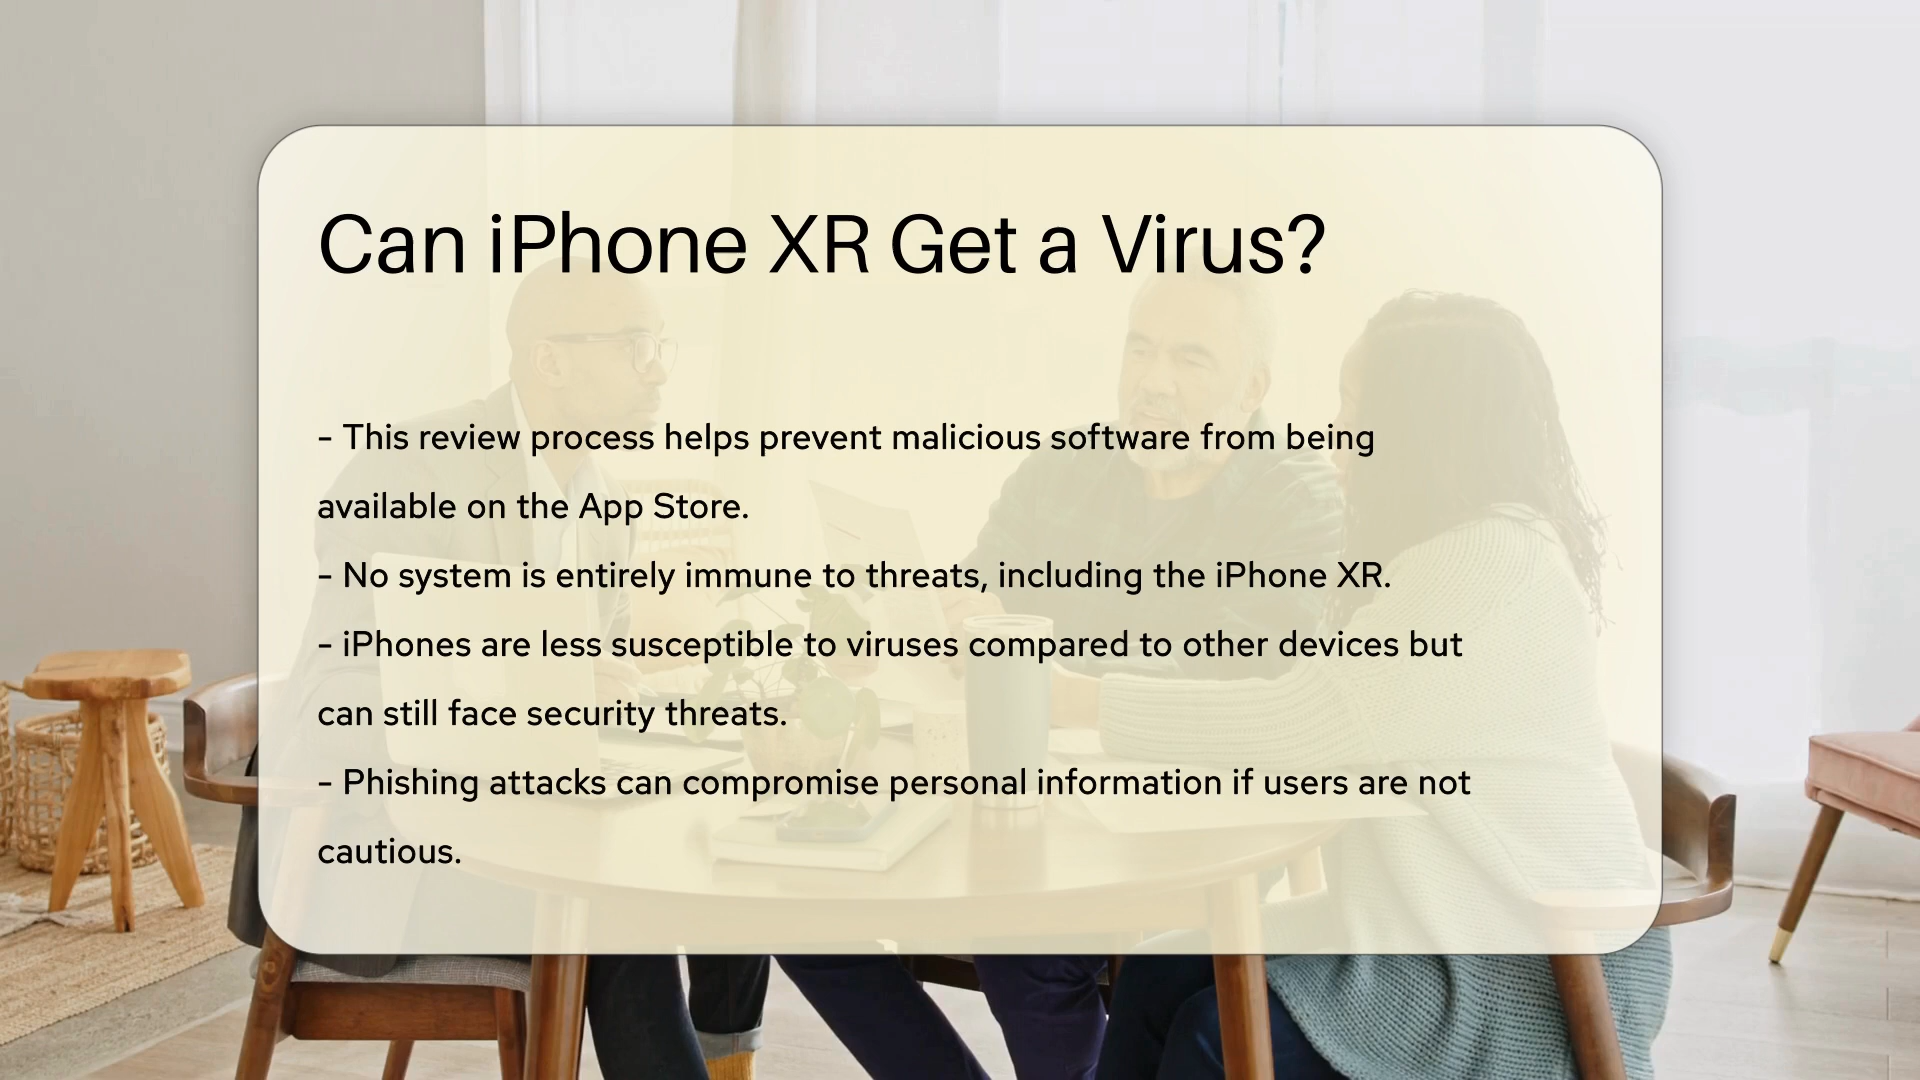 Can iPhone XR Get a Virus?
- This review process helps prevent malicious software from being
available on the App Store.
- No system is entirely immune to threats, including the iPhone XR.
- iPhones are less susceptible to viruses compared to other devices but
can still face security threats.
- Phishing attacks can compromise personal information if users are not
cautious.